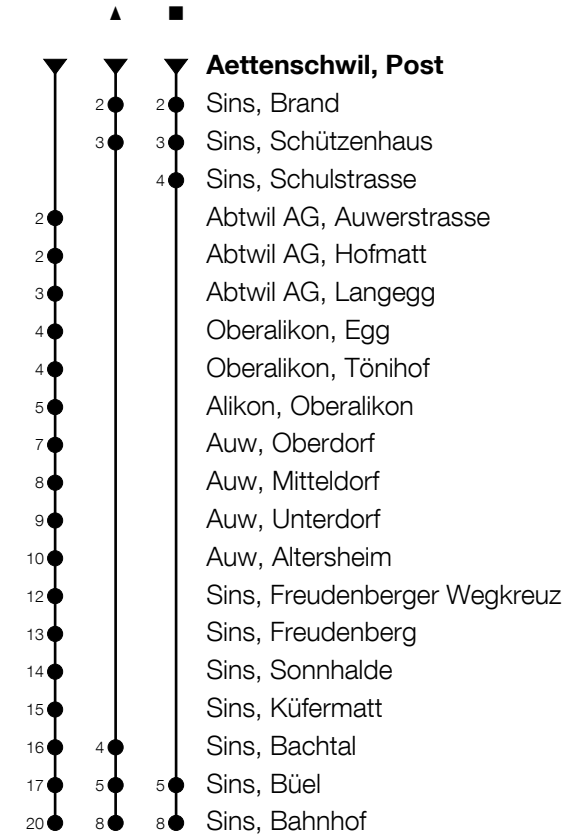 ▲ ■
Aettenschwil, Post
2 2 Sins, Brand
3 3 Sins, Schützenhaus
4 Sins, Schulstrasse
2 Abtwil AG, Auwerstrasse
2 Abtwil AG, Hofmatt
3 Abtwil AG, Langegg
4 Oberalikon, Egg
4 Oberalikon, Tönihof
5 Alikon, Oberalikon
7 Auw, Oberdorf
8 Auw, Mitteldorf
9 Auw, Unterdorf
10 Auw, Altersheim
12 Sins, Freudenberger Wegkreuz
13 Sins, Freudenberg
14 Sins, Sonnhalde
15 Sins, Küfermatt
16 4 Sins, Bachtal
17 5 5 Sins, Büel
20 8 8 Sins, Bahnhof